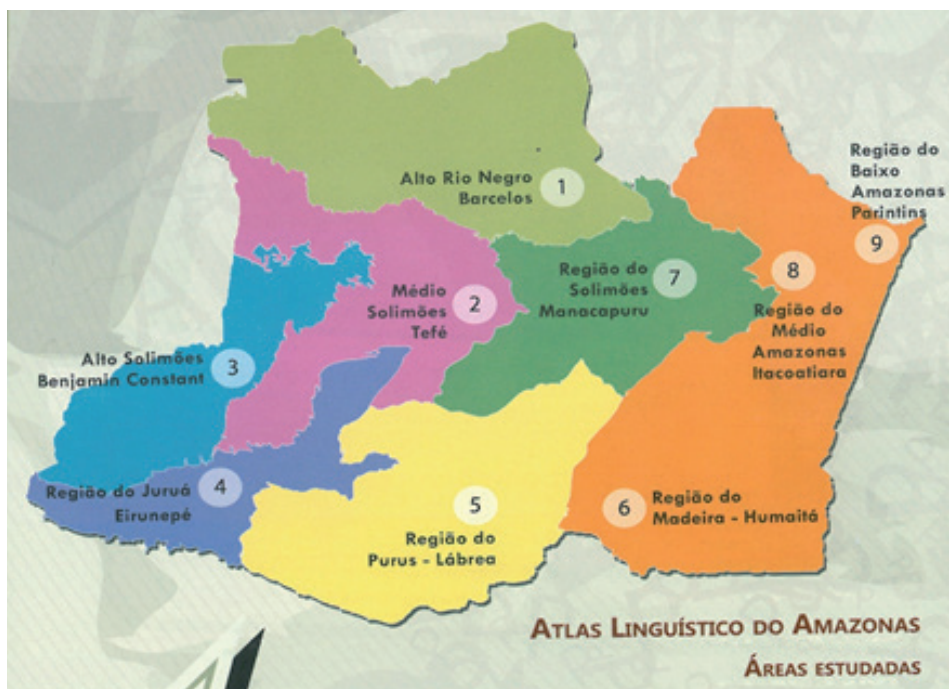 Alto Rio Negro
Barcelos
1
Região do
Baixo
Amazonas
Parintins
9
Região do
Solimões
Manacapuru
7
8
Região do
Médio
Amazonas
Itacoatiara
Médio
Solimões
Tefé
2
Alto Solimões
Benjamin Constant
3
Região do Juruá
Eirunepé
4
5
Região do
Purus - Lábrea
6
Região do
Madeira - Humaitá
ATLAS LINGUÍSTICO DO AMAZONAS
ÁREAS ESTUDADAS